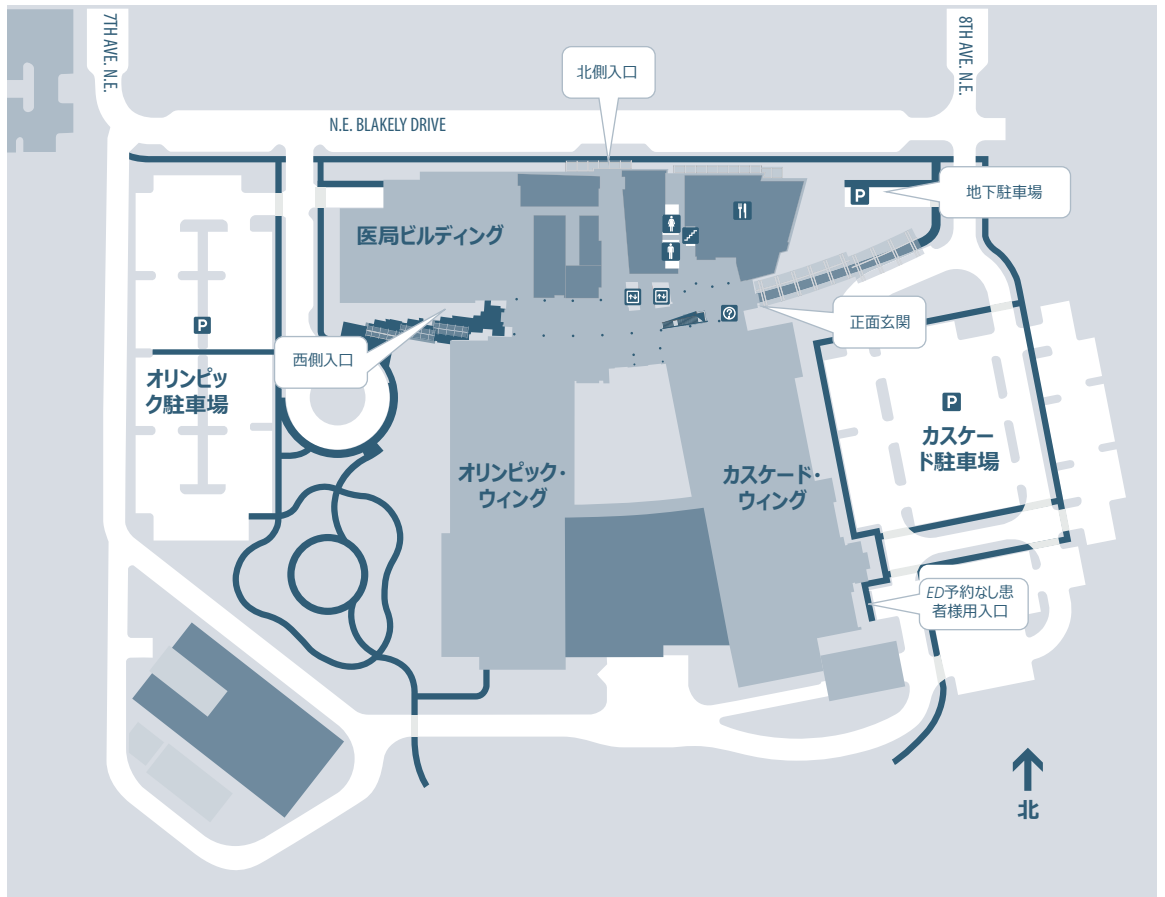 7TH AVE. N.E.
8TH AVE. N.E.
北側入口
N.E. BLAKELY DRIVE
P
地下駐車場
医局ビルディング
正面玄関
P
西側入口
オリンピッ
ク駐車場
P
カスケー
ド駐車場
オリンピック・
ウィング
カスケード・
ウィング
ED予約なし患
者様用入口
北